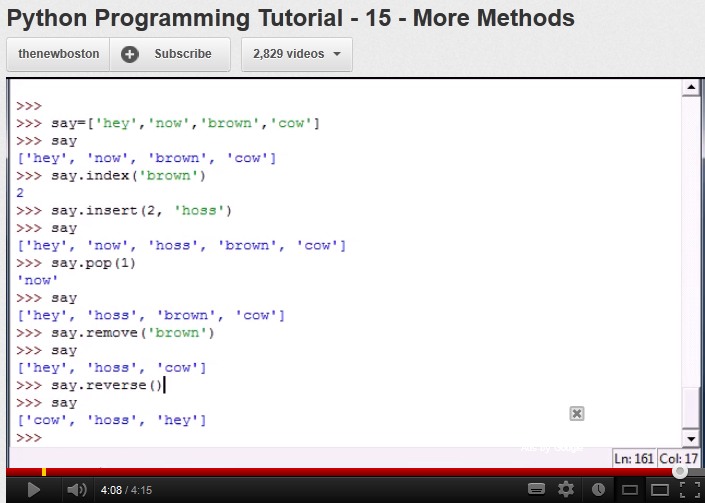 Python Programming Tutorial - 15 - More Methods
thenewboston Subscribe 2,829 videos
>>>
>>> say=['hey','now','brown','cow']
>>> say
['hey', 'now', 'brown', 'cow']
>>> say.index('brown')
2
>>> say.insert(2, 'hoss')
>>> say
['hey', 'now', 'hoss', 'brown', 'cow']
>>> say.pop(1)
'now'
>>> say
['hey', 'hoss', 'brown', 'cow']
>>> say.remove('brown')
>>> say
['hey', 'hoss', 'cow']
>>> say.reverse()
>>> say
['cow', 'hoss', 'hey']
>>>
Ads by Google
Ln: 161 Col: 17
4:08 / 4:15